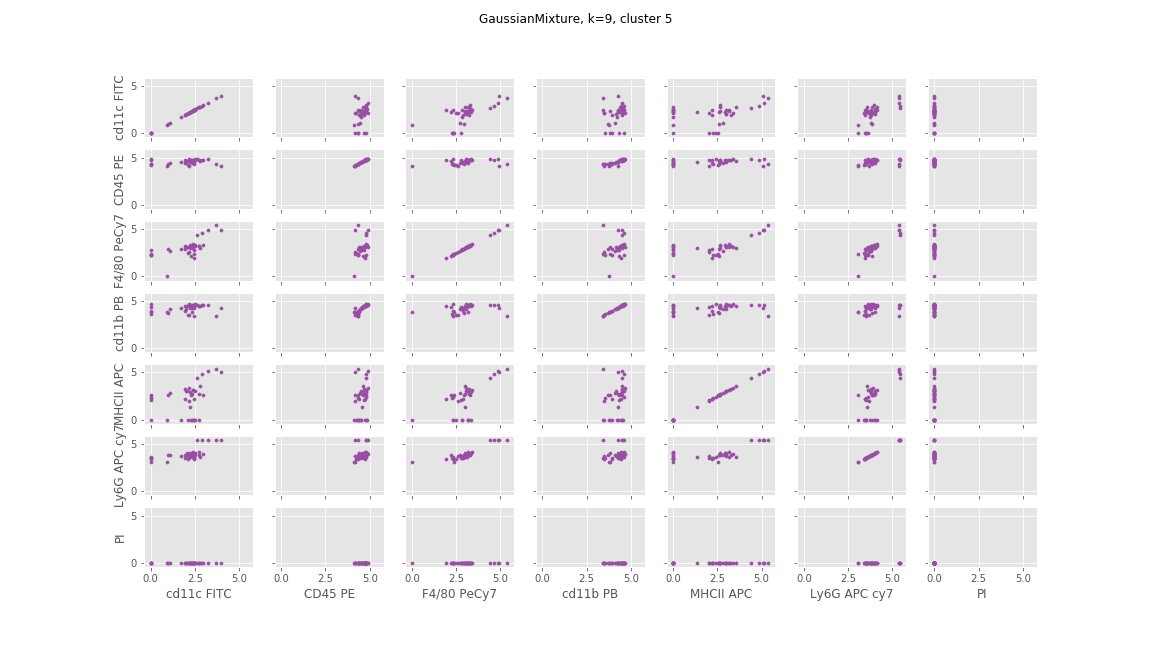 GaussianMixture, k=9, cluster 5
cd11c FITC
5
0
CD45 PE
5
0
F4/80 PeCy7
5
0
cd11b PB
5
0
MHCII APC
5
0
Ly6G APC cy7
5
0
PI
5
0
0.0 2.5 5.0 0.0 2.5 5.0 0.0 2.5 5.0 0.0 2.5 5.0 0.0 2.5 5.0 0.0 2.5 5.0 0.0 2.5 5.0
cd11c FITC CD45 PE F4/80 PeCy7 cd11b PB MHCII APC Ly6G APC cy7 PI